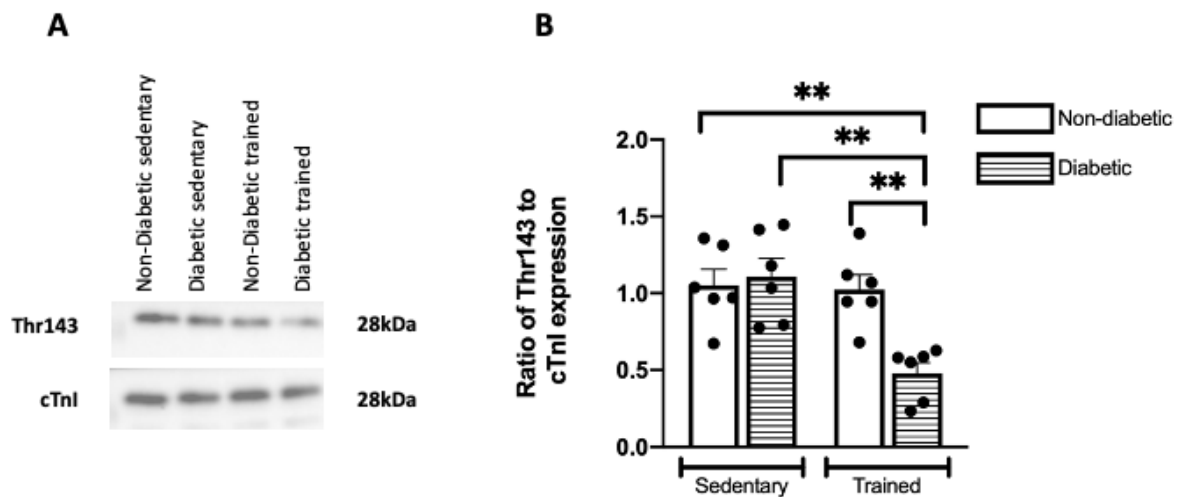 A
Non-Diabetic sedentary
Diabetic sedentary
Non-Diabetic trained
Diabetic trained
Thr143
28kDa
cTnI
28kDa
B
**
**
**
Non-diabetic
Diabetic
Ratio of Thr143 to
cTnI expression
2.0
1.5
1.0
0.5
0.0
Sedentary
Trained